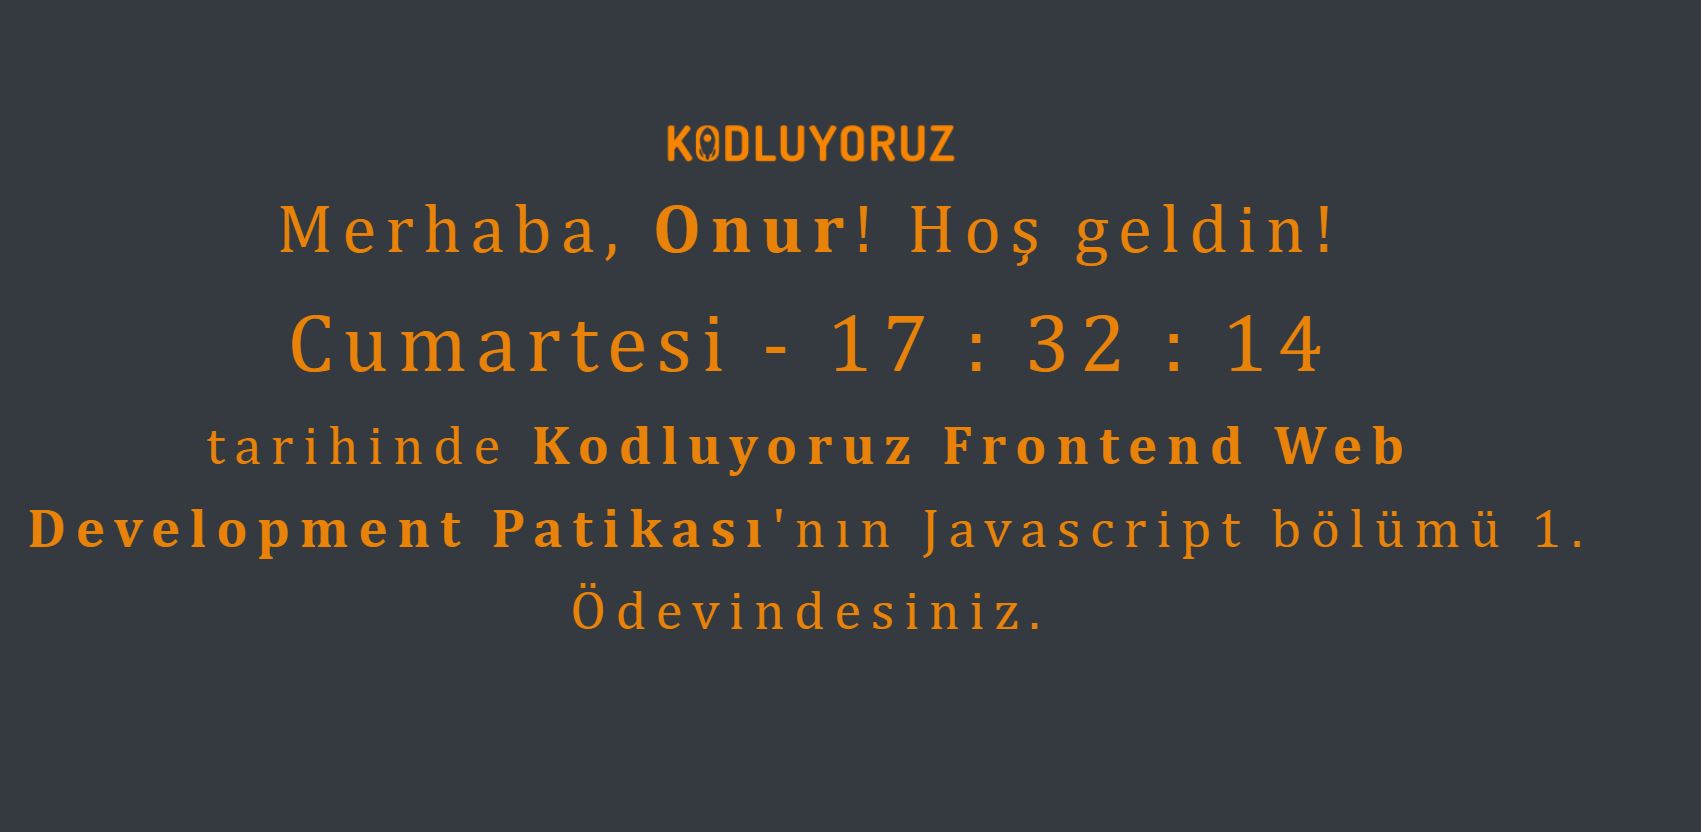 KODLUYORUZ
Merhaba, Onur! Hoş geldin!
Cumartesi - 17 : 32 : 14
tarihinde Kodluyoruz Frontend Web
Development Patikası'nın Javascript bölümü 1.
Ödevindesiniz.